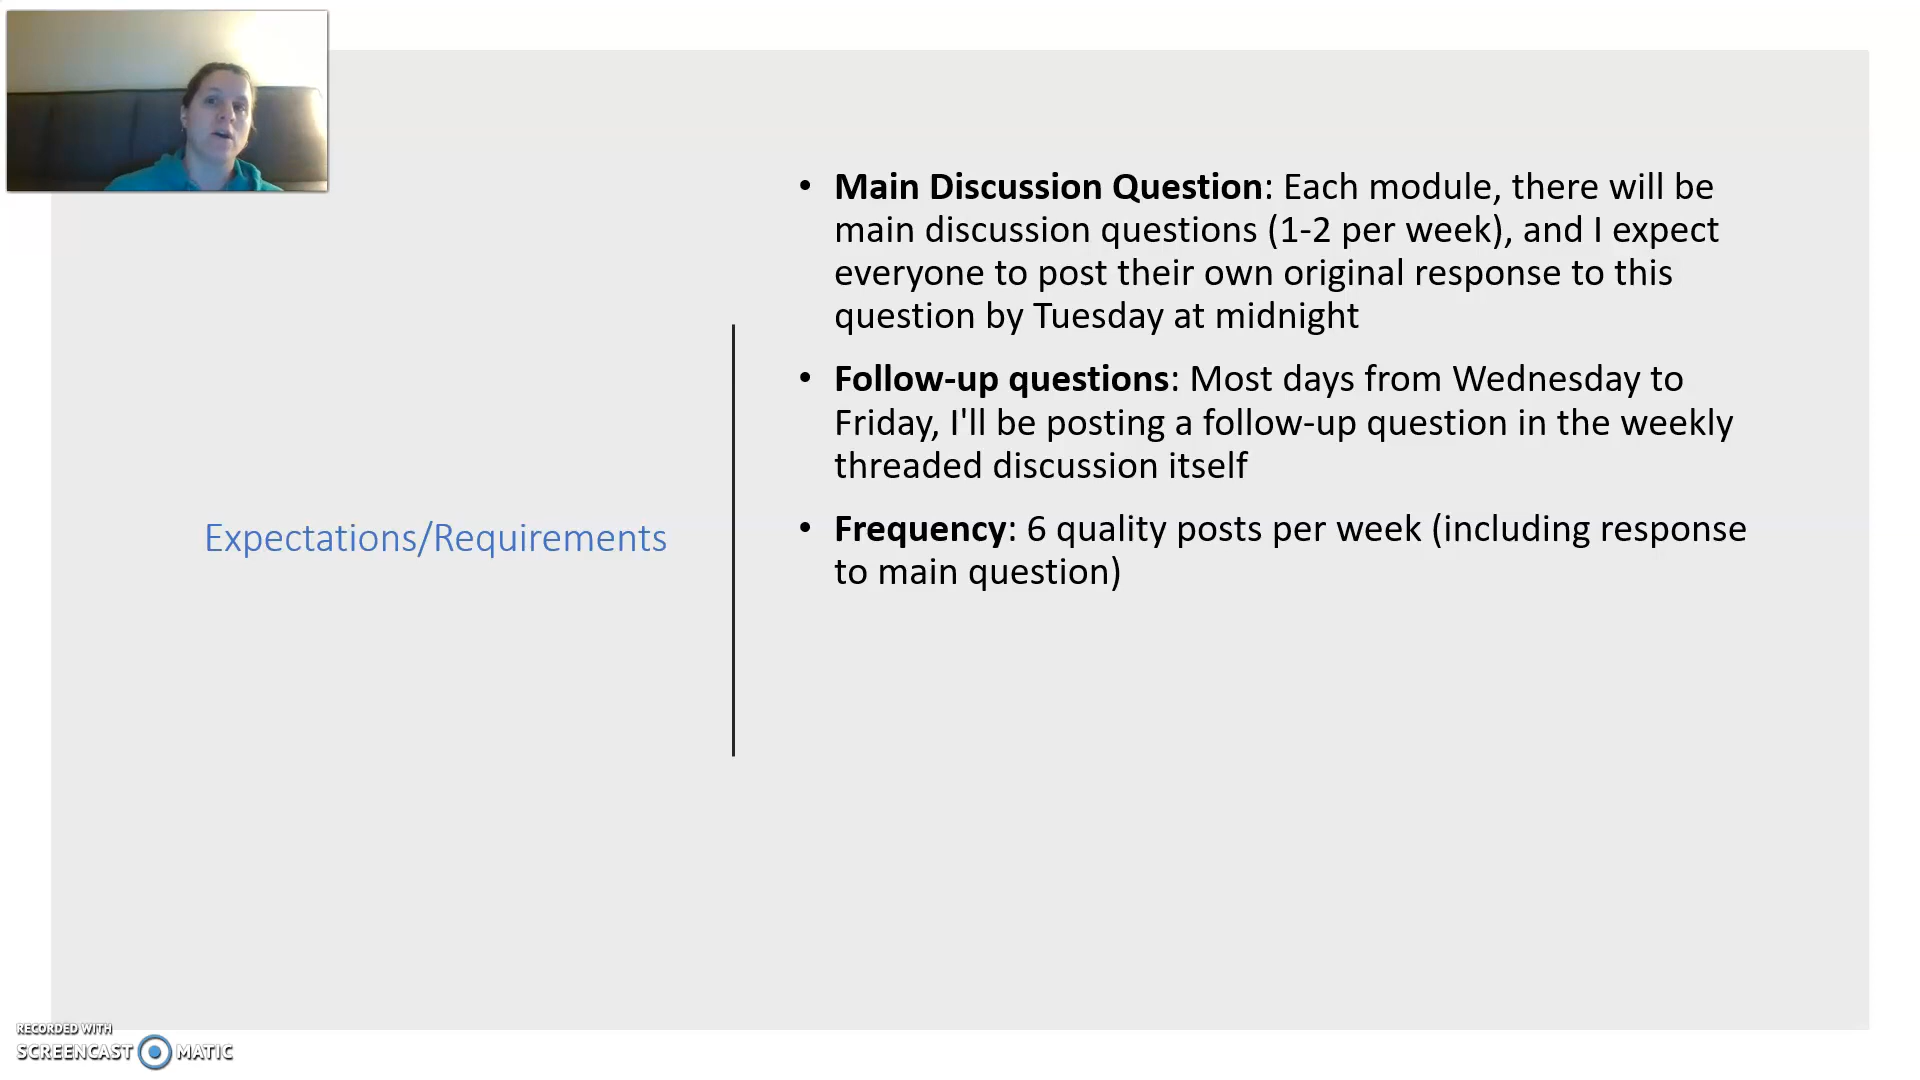 Expectations/Requirements
• Main Discussion Question: Each module, there will be
main discussion questions (1-2 per week), and I expect
everyone to post their own original response to this
question by Tuesday at midnight
• Follow-up questions: Most days from Wednesday to
Friday, I'll be posting a follow-up question in the weekly
threaded discussion itself
• Frequency: 6 quality posts per week (including response
to main question)
RECORDED WITH
SCREENCAST MATIC